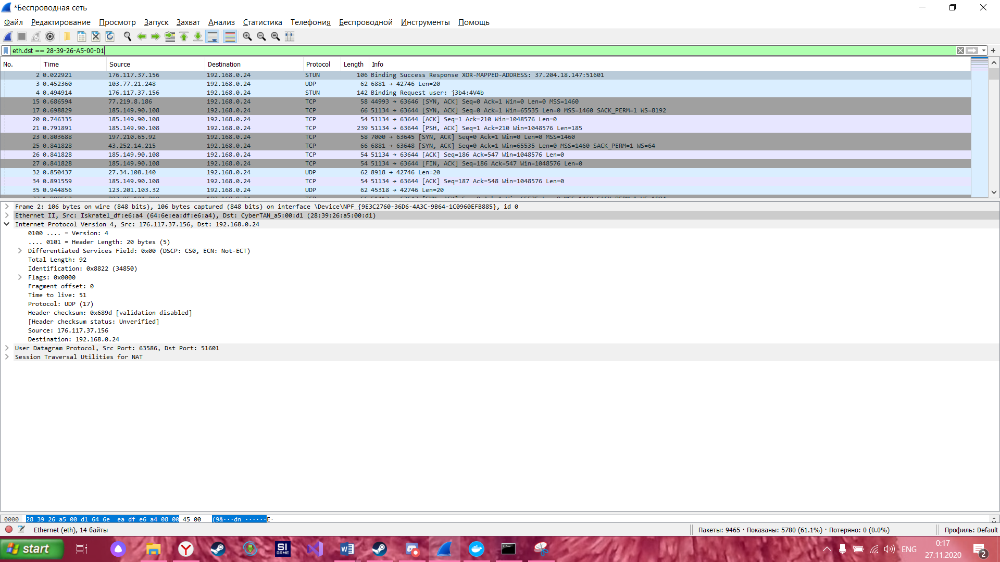 *Беспроводная сеть
Файл Редактирование Просмотр Запуск Захват Анализ Статистика Телефония Беспроводной Инструменты Помощь
eth.dst == 28-39-26-A5-00-D1
No. Time Source Destination Protocol Length Info
2 0.022921 176.117.37.156 192.168.0.24 STUN 106 Binding Success Response XOR-MAPPED-ADDRESS: 37.204.18.147:51601
3 0.452360 103.77.21.248 192.168.0.24 UDP 62 6881 → 42746 Len=20
4 0.494914 176.117.37.156 192.168.0.24 STUN 142 Binding Request user: j3b4:4V4b
15 0.686594 77.219.8.186 192.168.0.24 TCP 58 44993 → 63646 [SYN, ACK] Seq=0 Ack=1 Win=0 Len=0 MSS=1460
17 0.698829 185.149.90.108 192.168.0.24 TCP 66 51134 → 63644 [SYN, ACK] Seq=0 Ack=1 Win=65535 Len=0 MSS=1460 SACK_PERM=1 WS=8192
20 0.746335 185.149.90.108 192.168.0.24 TCP 54 51134 → 63644 [ACK] Seq=1 Ack=210 Win=1048576 Len=0
21 0.791891 185.149.90.108 192.168.0.24 TCP 239 51134 → 63644 [PSH, ACK] Seq=1 Ack=210 Win=1048576 Len=185
23 0.803688 197.210.65.92 192.168.0.24 TCP 58 7000 → 63645 [SYN, ACK] Seq=0 Ack=1 Win=0 Len=0 MSS=1460
25 0.841828 43.252.14.215 192.168.0.24 TCP 66 6881 → 63648 [SYN, ACK] Seq=0 Ack=1 Win=65535 Len=0 MSS=1460 SACK_PERM=1 WS=64
26 0.841828 185.149.90.108 192.168.0.24 TCP 54 51134 → 63644 [ACK] Seq=186 Ack=547 Win=1048576 Len=0
27 0.841828 185.149.90.108 192.168.0.24 TCP 54 51134 → 63644 [FIN, ACK] Seq=186 Ack=547 Win=1048576 Len=0
32 0.850437 27.34.108.140 192.168.0.24 UDP 62 8918 → 42746 Len=20
34 0.891559 185.149.90.108 192.168.0.24 TCP 54 51134 → 63644 [ACK] Seq=187 Ack=548 Win=1048576 Len=0
35 0.944856 123.201.103.32 192.168.0.24 UDP 62 45318 → 42746 Len=20
Frame 2: 106 bytes on wire (848 bits), 106 bytes captured (848 bits) on interface \Device\NPF_{9E3C2760-36D6-4A3C-9B64-1C0960EFB885}, id 0
Ethernet II, Src: Iskratel_df:e6:a4 (64:6e:ea:df:e6:a4), Dst: CyberTAN_a5:00:d1 (28:39:26:a5:00:d1)
Internet Protocol Version 4, Src: 176.117.37.156, Dst: 192.168.0.24
0100 .... = Version: 4
.... 0101 = Header Length: 20 bytes (5)
Differentiated Services Field: 0x00 (DSCP: CS0, ECN: Not-ECT)
Total Length: 92
Identification: 0x8822 (34850)
Flags: 0x0000
Fragment offset: 0
Time to live: 51
Protocol: UDP (17)
Header checksum: 0x689d [validation disabled]
[Header checksum status: Unverified]
Source: 176.117.37.156
Destination: 192.168.0.24
User Datagram Protocol, Src Port: 63586, Dst Port: 51601
Session Traversal Utilities for NAT
0000 28 39 26 a5 00 d1 64 6e ea df e6 a4 08 00 45 00 (9&···dn ······E·
Ethernet (eth), 14 байты Пакеты: 9465 · Показаны: 5780 (61.1%) · Потеряно: 0 (0.0%) Профиль: Default
start SI GAME ENG 0:17
27.11.2020 2